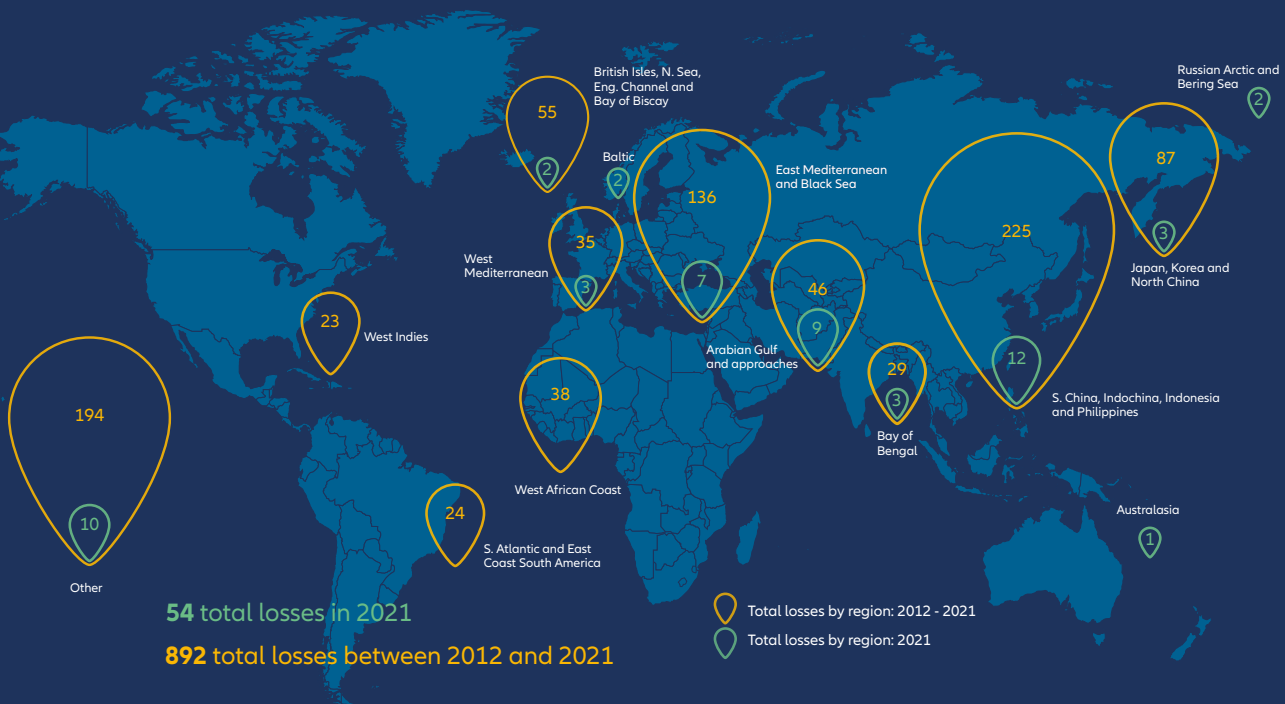 British Isles, N. Sea,
Eng. Channel and
Bay of Biscay
55
2
Baltic
2
Russian Arctic and
Bering Sea
2
87
3
Japan, Korea and
North China
136
7
East Mediterranean
and Black Sea
225
12
S. China, Indochina, Indonesia
and Philippines
35
3
West
Mediterranean
46
9
Arabian Gulf
and approaches
23
West Indies
29
3
Bay of
Bengal
38
West African Coast
194
10
Other
24
S. Atlantic and East
Coast South America
Australasia
1
54 total losses in 2021
892 total losses between 2012 and 2021
Total losses by region: 2012 - 2021
Total losses by region: 2021